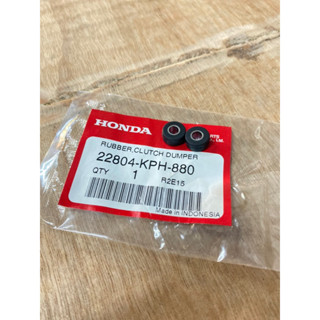 HONDA
RUBBER,CLUTCH DUMPER
22804-KPH-880
QTY 1 R2E15
Made in INDONESIA